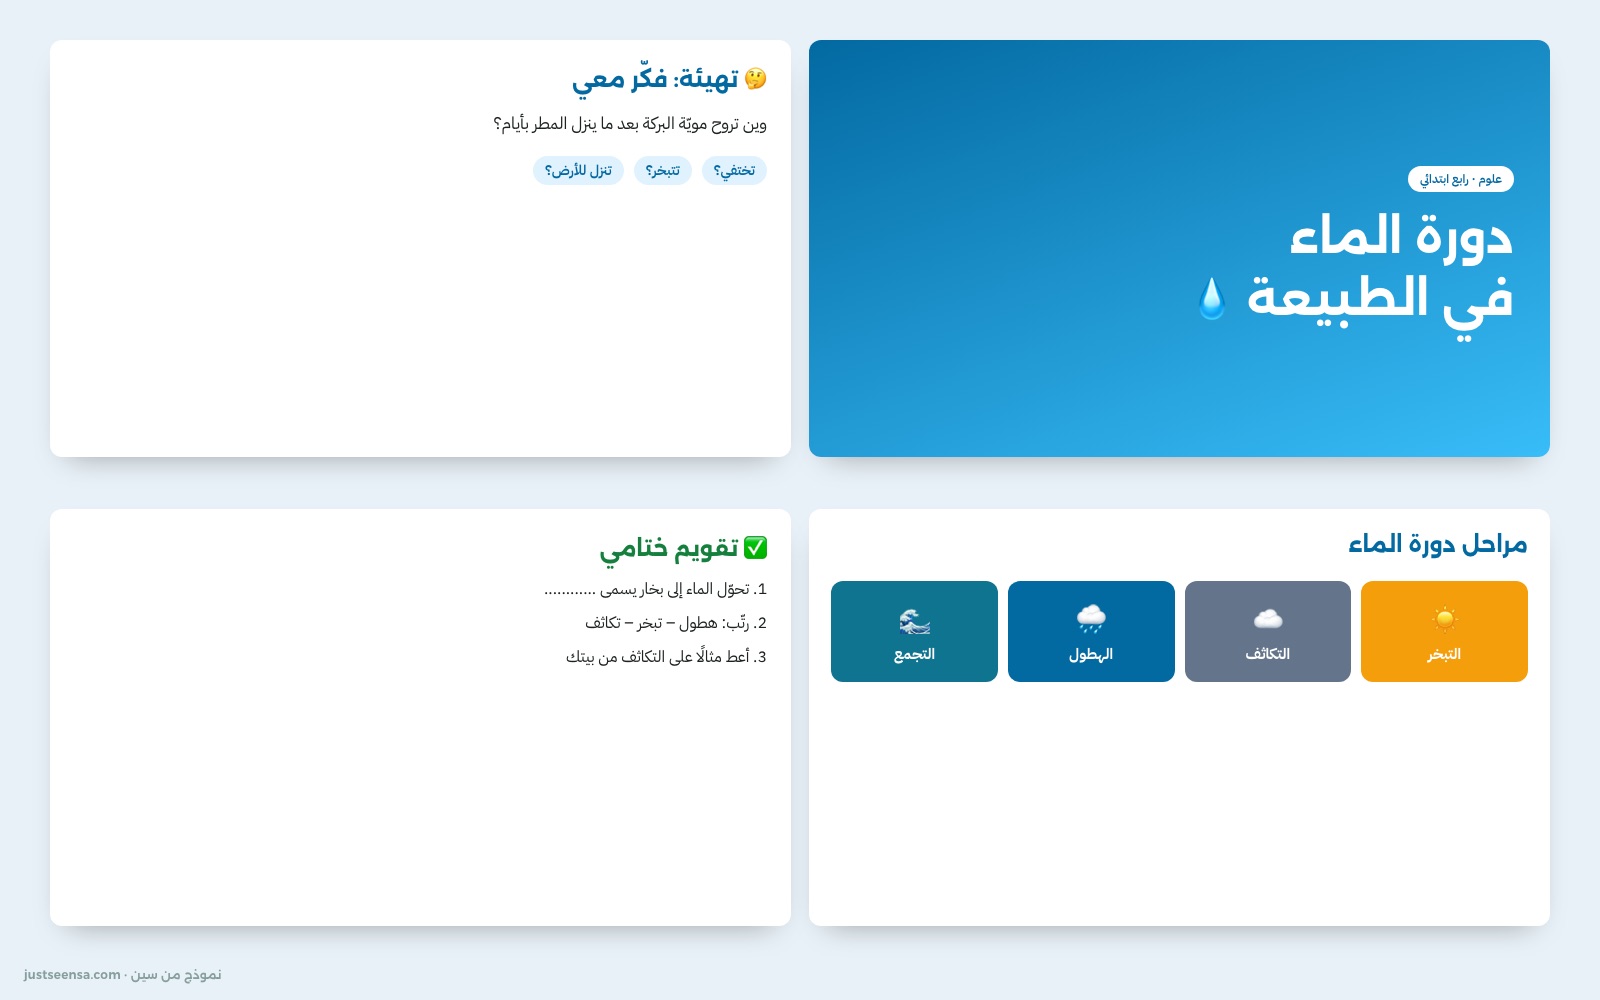 علوم · رابع ابتدائي
دورة الماء
في الطبيعة 💧
🤔 تهيئة: فكّر معي
وين تروح مويّة البركة بعد ما ينزل المطر بأيام؟
تختفي؟
تتبخر؟
تنزل للأرض؟
مراحل دورة الماء
التبخر
التكاثف
الهطول
التجمع
✅ تقويم ختامي
1. تحوّل الماء إلى بخار يسمى ............
2. رتّب: هطول – تبخر – تكاثف
3. أعط مثالًا على التكاثف من بيتك
نموذج من سين · justseensa.com